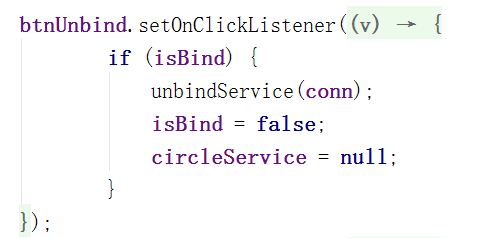 btnUnbind.setOnClickListener((v) → {
if (isBind) {
unbindService(conn);
isBind = false;
circleService = null;
}
});